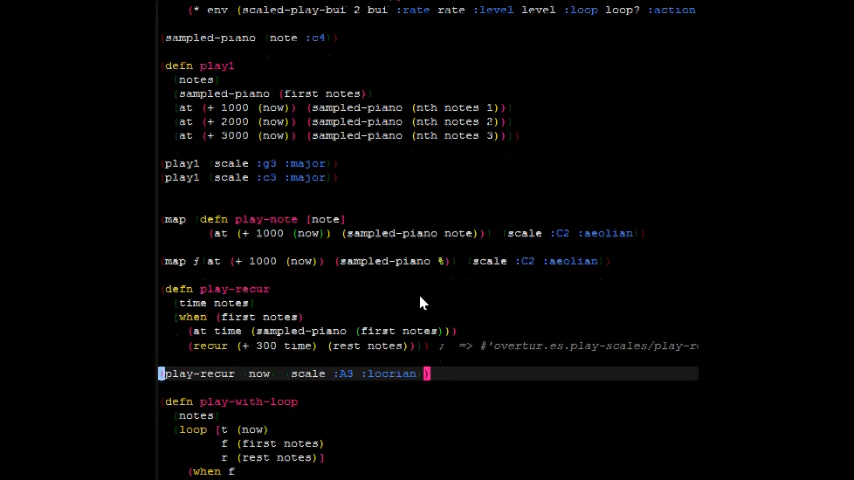 (* env (scaled-play-buf 2 buf :rate rate :level level :loop loop? :action
(sampled-piano (note :c4))
(defn play1
[notes]
(sampled-piano (first notes))
(at (+ 1000 (now)) (sampled-piano (nth notes 1)))
(at (+ 2000 (now)) (sampled-piano (nth notes 2)))
(at (+ 3000 (now)) (sampled-piano (nth notes 3))))
(play1 (scale :g3 :major))
(play1 (scale :c3 :major))
(map (defn play-note [note]
(at (+ 1000 (now)) (sampled-piano note))) (scale :C2 :aeolian))
(map ƒ(at (+ 1000 (now)) (sampled-piano %)) (scale :C2 :aeolian))
(defn play-recur
[time notes]
(when (first notes)
(at time (sampled-piano (first notes)))
(recur (+ 300 time) (rest notes)))) ; => #'overtur.es.play-scales/play-re
(play-recur (now) (scale :A3 :locrian))
(defn play-with-loop
[notes]
(loop [t (now)
f (first notes)
r (rest notes)]
(when f